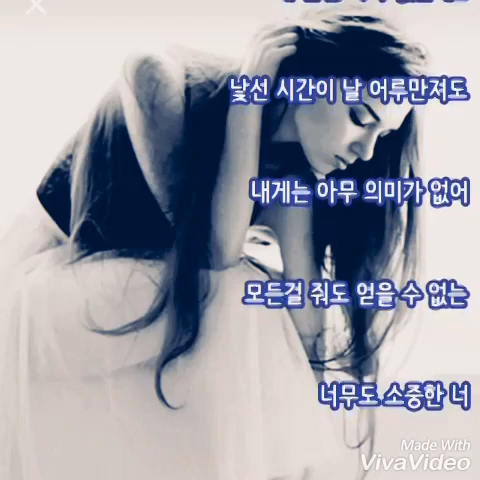 낯선 시간이 날 어루만져도
내게는 아무 의미가 없어
모든걸 줘도 얻을 수 없는
너무도 소중한 너
Made With
VivaVideo